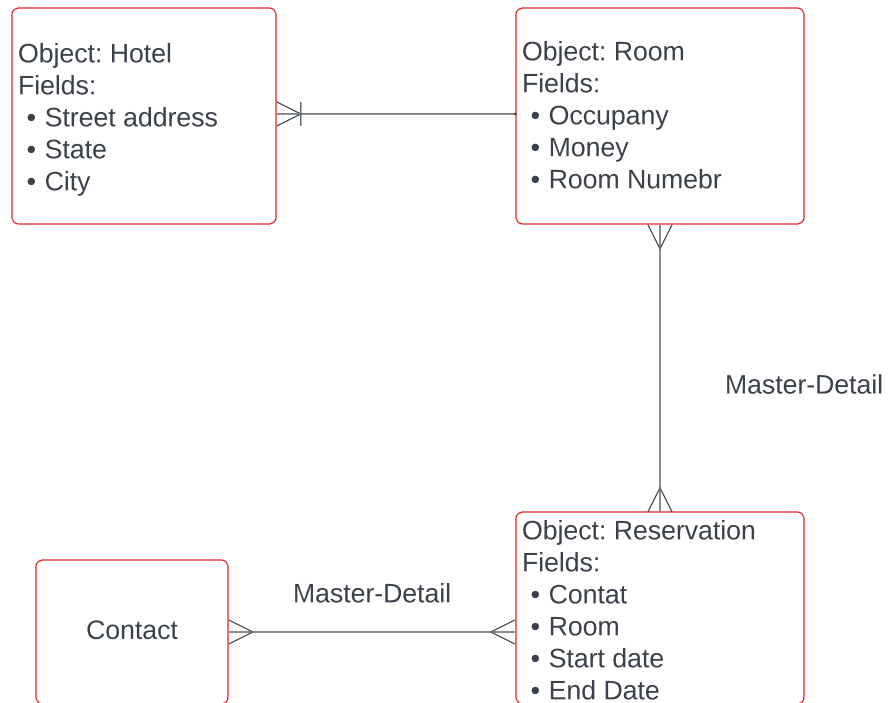 Object: Hotel
Fields:
• Street address
• State
• City
Object: Room
Fields:
• Occupany
• Money
• Room Numebr
Master-Detail
Object: Reservation
Fields:
• Contat
• Room
• Start date
• End Date
Master-Detail
Contact